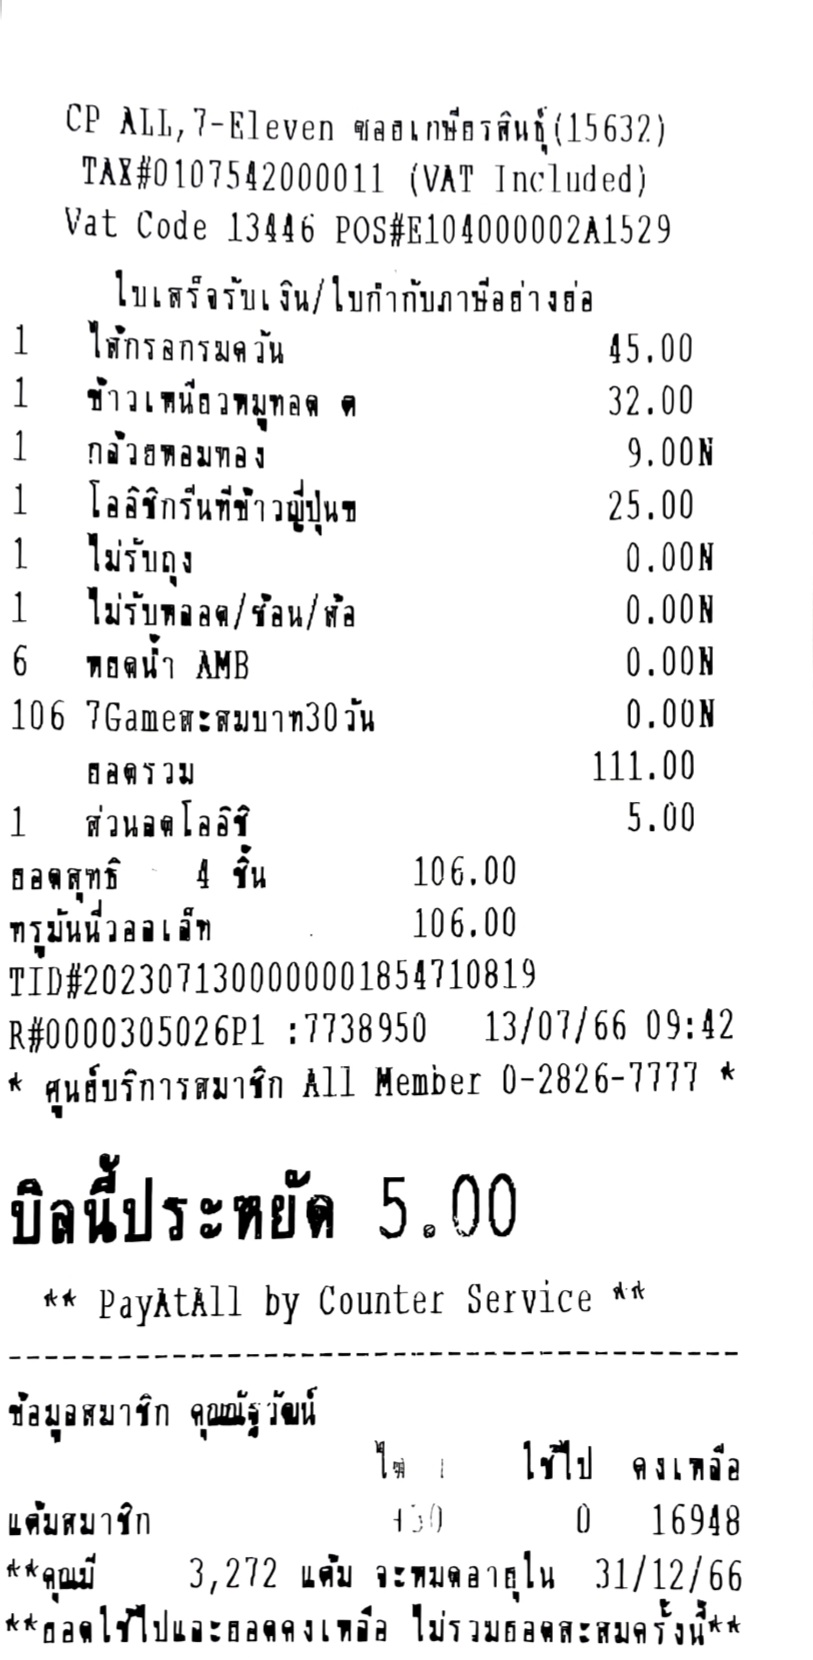 CP ALL,7-Eleven ซอยเกษียรสินธุ์(15632)
TAX#0107542000011 (VAT Included)
Vat Code 13446 POS#E104000002A1529
ใบเสร็จรับเงิน/ใบกำกับภาษีอย่างย่อ
1 ไส้กรอกรมควัน 45.00
1 ข้าวเหนียวหมูทอด ด 32.00
1 กล้วยหอมทอง 9.00N
1 โออิชิกรีนทีข้าวญี่ปุ่นข 25.00
1 ไม่รับถุง 0.00N
1 ไม่รับหลอด/ช้อน/ส้อ 0.00N
6 หยดน้ำ AMB 0.00N
106 7Gameสะสมบาท30วัน 0.00N
ยอดรวม 111.00
1 ส่วนลดโออิชิ 5.00
ยอดสุทธิ 4 ชิ้น 106.00
ทรูมันนี่วอลเล็ท 106.00
TID#2023071300000001854710819
R#0000305026P1 :7738950 13/07/66 09:42
* ศูนย์บริการสมาชิก All Member 0-2826-7777 *
บิลนี้ประหยัด 5.00
** PayAtAll by Counter Service **
ข้อมูลสมาชิก คุณณัฐวัฒน์
ใช้ไป คงเหลือ
แต้มสมาชิก 0 16948
**คุณมี 3,272 แต้ม จะหมดอายุใน 31/12/66
**ยอดใช้ไปและยอดคงเหลือ ไม่รวมยอดสะสมครั้งนี้**